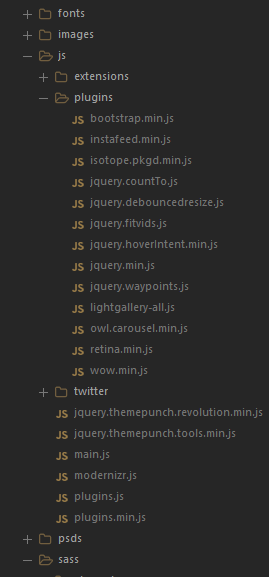 fonts
images
js
extensions
plugins
JS bootstrap.min.js
JS instafeed.min.js
JS isotope.pkgd.min.js
JS jquery.countTo.js
JS jquery.debouncedresize.js
JS jquery.fitvids.js
JS jquery.hoverIntent.min.js
JS jquery.min.js
JS jquery.waypoints.js
JS lightgallery-all.js
JS owl.carousel.min.js
JS retina.min.js
JS wow.min.js
twitter
JS jquery.themepunch.revolution.min.js
JS jquery.themepunch.tools.min.js
JS main.js
JS modernizr.js
JS plugins.js
JS plugins.min.js
psds
sass